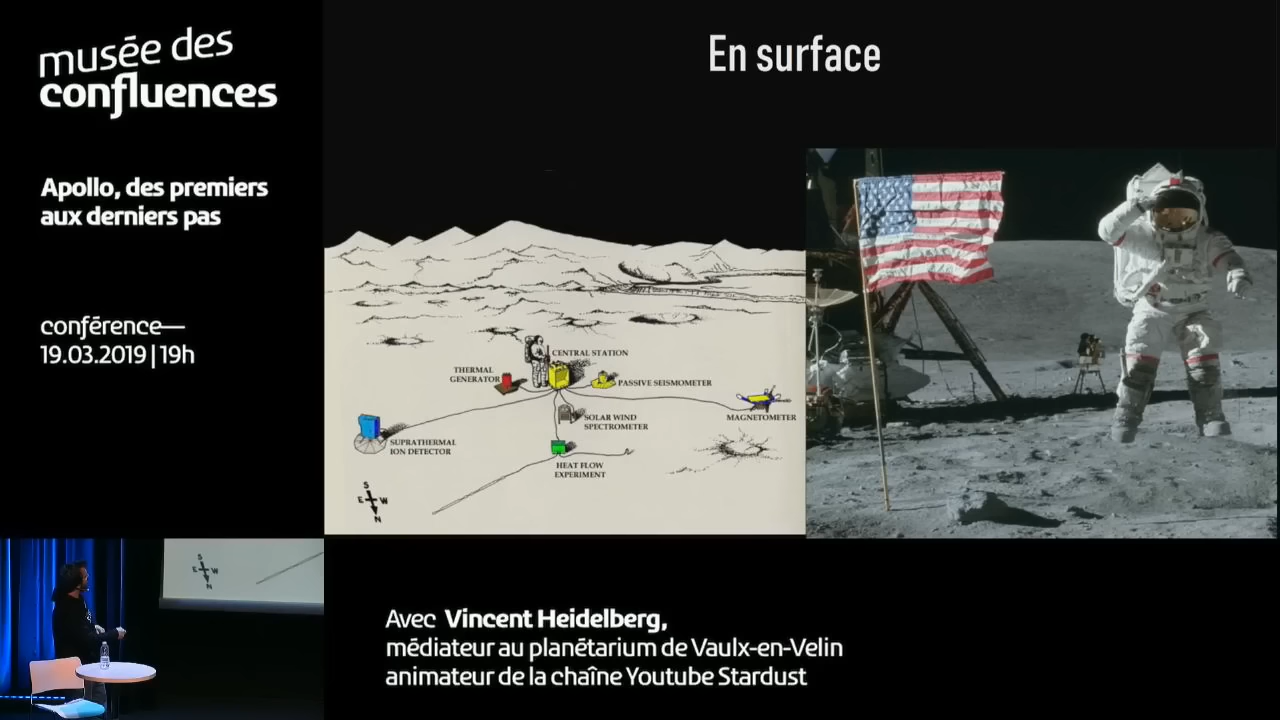 musée des
confluences
Apollo, des premiers
aux derniers pas
conférence—
19.03.2019 | 19h
En surface
CENTRAL STATION
THERMAL
GENERATOR
PASSIVE SEISMOMETER
MAGNETOMETER
SOLAR WIND
SPECTROMETER
SUPRATHERMAL
ION DETECTOR
HEAT FLOW
EXPERIMENT
S
E W
N
S
E W
N
Avec Vincent Heidelberg,
médiateur au planétarium de Vaulx-en-Velin
animateur de la chaîne Youtube Stardust